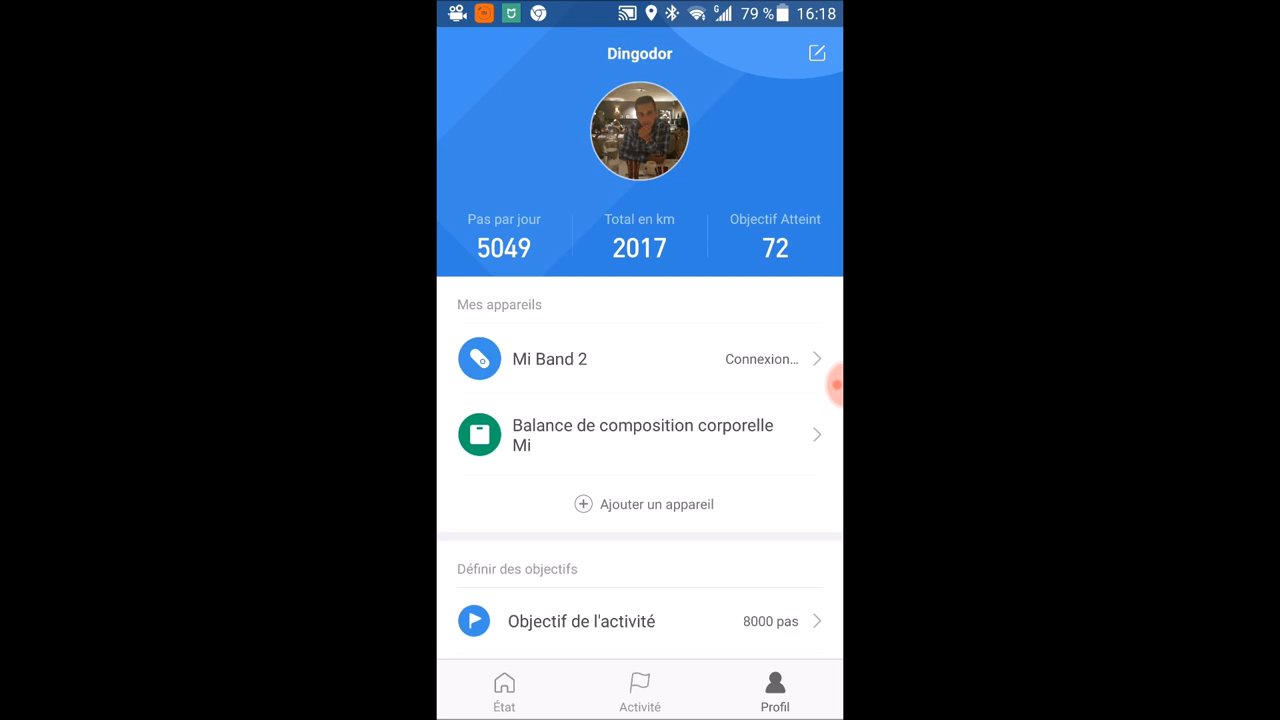 79 % 16:18
Dingodor
Pas par jour Total en km Objectif Atteint
5049 2017 72
Mes appareils
Mi Band 2 Connexion...
Balance de composition corporelle
Mi
Ajouter un appareil
Définir des objectifs
Objectif de l'activité 8000 pas
État Activité Profil